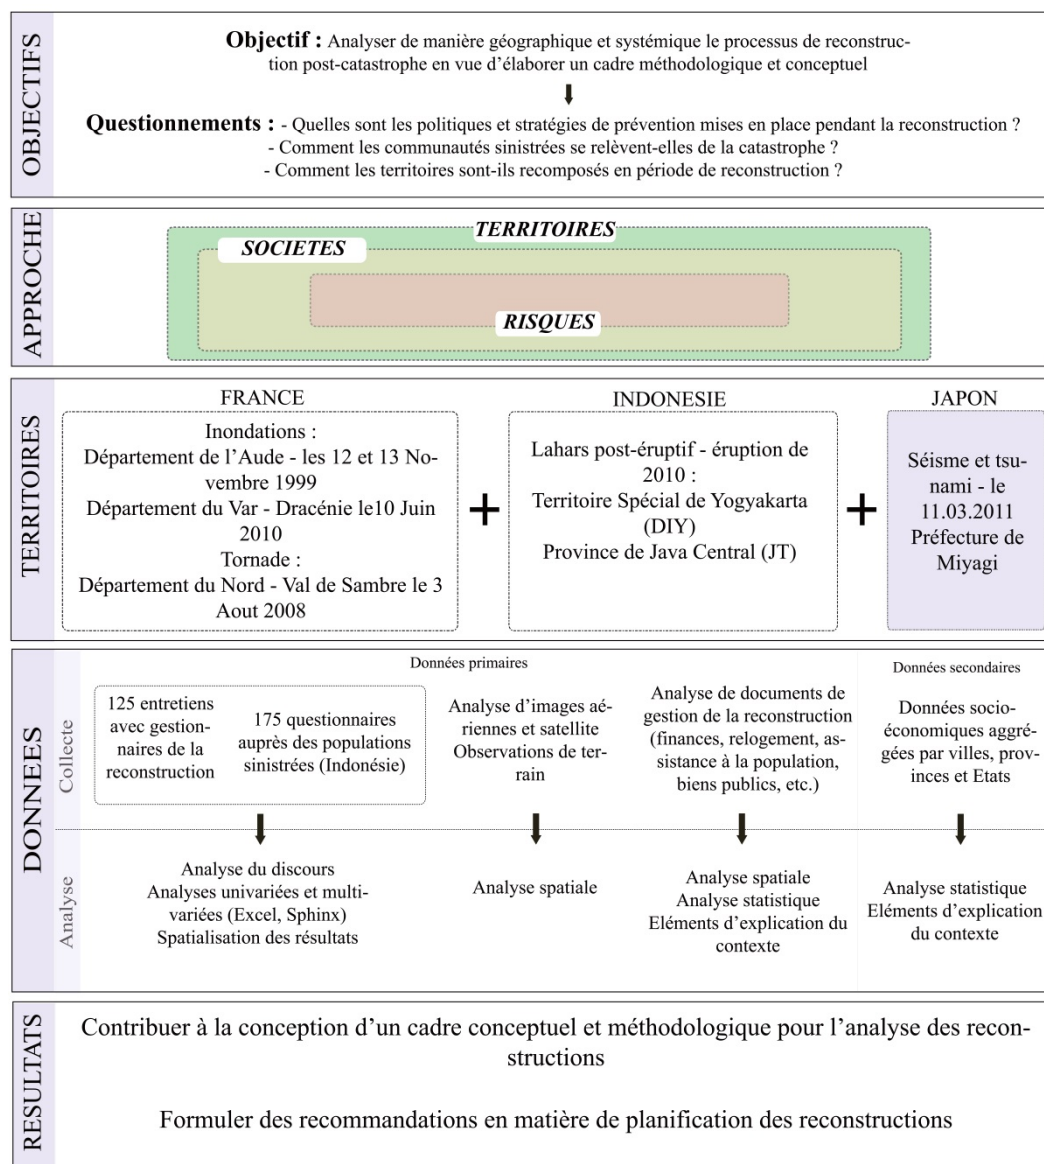 OBJECTIFS
Objectif : Analyser de manière géographique et systémique le processus de reconstruc-
tion post-catastrophe en vue d’élaborer un cadre méthodologique et conceptuel
Questionnements : - Quelles sont les politiques et stratégies de prévention mises en place pendant la reconstruction ?
- Comment les communautés sinistrées se relèvent-elles de la catastrophe ?
- Comment les territoires sont-ils recomposés en période de reconstruction ?
APPROCHE
TERRITOIRES
SOCIETES
RISQUES
TERRITOIRES
FRANCE
Inondations :
Département de l’Aude - les 12 et 13 No-
vembre 1999
Département du Var - Dracénie le10 Juin
2010
Tornade :
Département du Nord - Val de Sambre le 3
Aout 2008
+
INDONESIE
Lahars post-éruptif - éruption de
2010 :
Territoire Spécial de Yogyakarta
(DIY)
Province de Java Central (JT)
+
JAPON
Séisme et tsu-
nami - le
11.03.2011
Préfecture de
Miyagi
DONNEES
Collecte
Données primaires
125 entretiens
avec gestion-
naires de la
reconstruction
175 questionnaires
auprès des populations
sinistrées (Indonésie)
Analyse d’images aé-
riennes et satellite
Observations de ter-
rain
Analyse de documents de
gestion de la reconstruction
(finances, relogement, as-
sistance à la population,
biens publics, etc.)
Données secondaires
Données socio-
économiques aggré-
gées par villes, prov-
inces et Etats
Analyse
Analyse du discours
Analyses univariées et multi-
variées (Excel, Sphinx)
Spatialisation des résultats
Analyse spatiale
Analyse spatiale
Analyse statistique
Eléments d’explication du
contexte
Analyse statistique
Eléments d’explication
du contexte
RESULTATS
Contribuer à la conception d’un cadre conceptuel et méthodologique pour l’analyse des recon-
structions
Formuler des recommandations en matière de planification des reconstructions